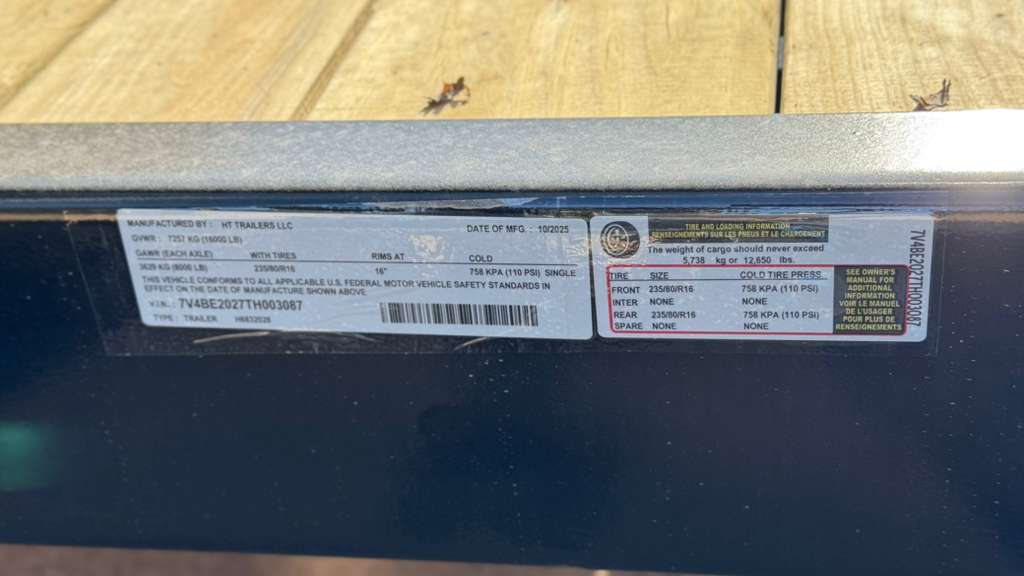 MANUFACTURED BY : HT TRAILERS LLC
DATE OF MFG. : 10/2025
GVWR : 7257 KG (16000 LB)
GAWR (EACH AXLE) WITH TIRES RIMS AT COLD
3629 KG (8000 LB) 235/80/R16 16" 758 KPA (110 PSI) SINGLE
THIS VEHICLE CONFORMS TO ALL APPLICABLE U.S. FEDERAL MOTOR VEHICLE SAFETY STANDARDS IN
EFFECT ON THE DATE OF MANUFACTURE SHOWN ABOVE
V.I.N.: 7V4BE2027TH003087
TYPE : TRAILER H6832028
TIRE AND LOADING INFORMATION
RENSEIGNEMENTS SUR LES PNEUS ET LE CHARGEMENT
The weight of cargo should never exceed
5,738 kg or 12,650 lbs.
TIRE SIZE COLD TIRE PRESS.
FRONT 235/80/R16 758 KPA (110 PSI)
INTER NONE NONE
REAR 235/80/R16 758 KPA (110 PSI)
SPARE NONE NONE
SEE OWNER'S
MANUAL FOR
ADDITIONAL
INFORMATION
VOIR LE MANUEL
DE L'USAGER
POUR PLUS DE
RENSEIGNEMENTS
7V4BE2027TH003087